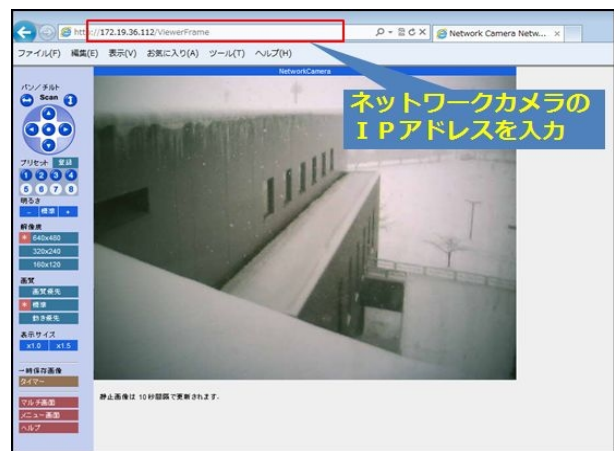 http://172.19.36.112/ViewerFrame
Network Camera Netw...
ファイル(F) 編集(E) 表示(V) お気に入り(A) ツール(T) ヘルプ(H)
NetworkCamera
ネットワークカメラの
ＩＰアドレスを入力
パン/チルト
Scan
プリセット 登録
1 2 3 4
5 6 7 8
明るさ
- 標準 +
解像度
640x480
320x240
160x120
画質
画質優先
標準
動き優先
表示サイズ
x1.0 x1.5
一時保存画像
タイマー
マルチ画面
メニュー画面
ヘルプ
静止画像は 10 秒間隔で更新されます.